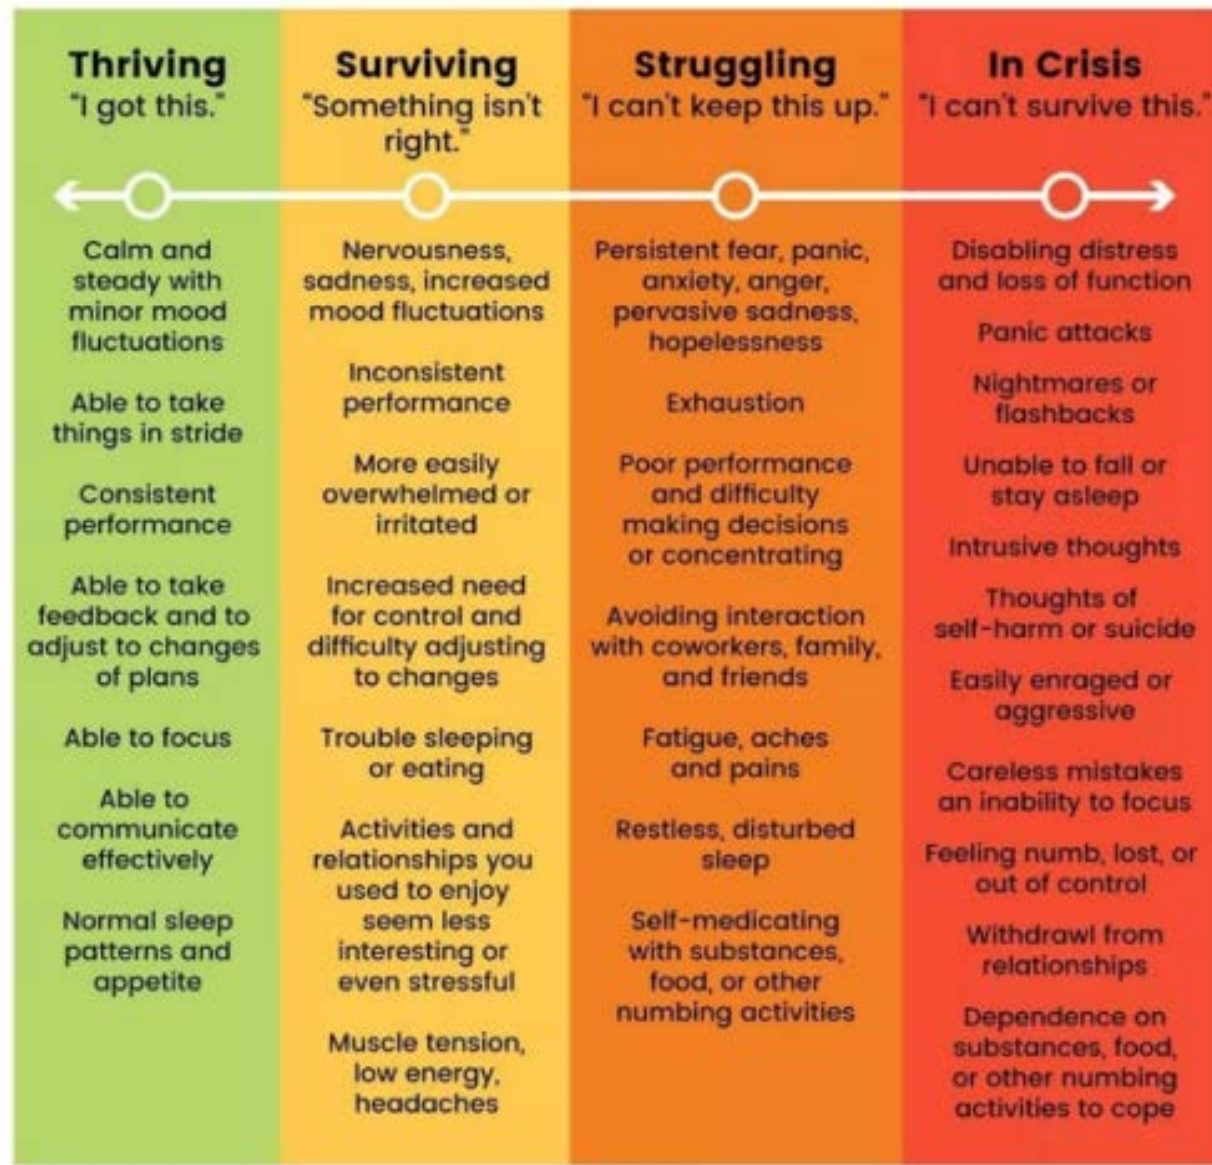 Thriving
"I got this."
Calm and
steady with
minor mood
fluctuations
Able to take
things in stride
Consistent
performance
Able to take
feedback and to
adjust to changes
of plans
Able to focus
Able to
communicate
effectively
Normal sleep
patterns and
appetite
Surviving
"Something isn't
right."
Nervousness,
sadness, increased
mood fluctuations
Inconsistent
performance
More easily
overwhelmed or
irritated
Increased need
for control and
difficulty adjusting
to changes
Trouble sleeping
or eating
Activities and
relationships you
used to enjoy
seem less
interesting or
even stressful
Muscle tension,
low energy,
headaches
Struggling
"I can't keep this up."
Persistent fear, panic,
anxiety, anger,
pervasive sadness,
hopelessness
Exhaustion
Poor performance
and difficulty
making decisions
or concentrating
Avoiding interaction
with coworkers, family,
and friends
Fatigue, aches
and pains
Restless, disturbed
sleep
Self-medicating
with substances,
food, or other
numbing activities
In Crisis
"I can't survive this."
Disabling distress
and loss of function
Panic attacks
Nightmares or
flashbacks
Unable to fall or
stay asleep
Intrusive thoughts
Thoughts of
self-harm or suicide
Easily enraged or
aggressive
Careless mistakes
an inability to focus
Feeling numb, lost, or
out of control
Withdrawl from
relationships
Dependence on
substances, food,
or other numbing
activities to cope